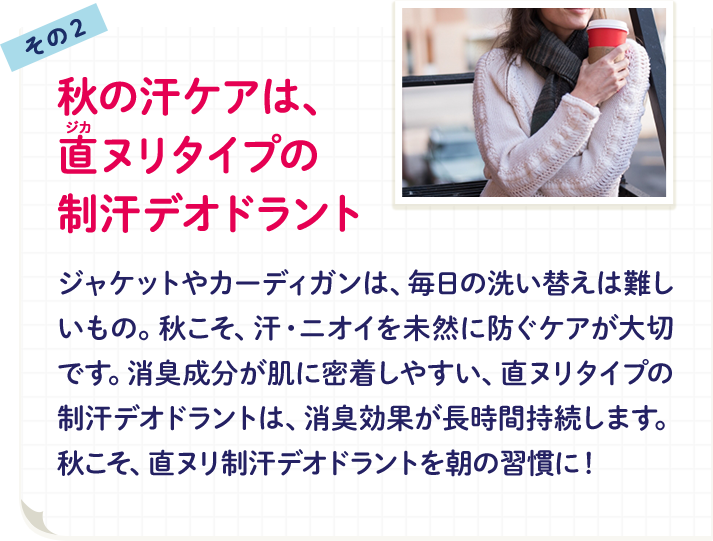 その2
秋の汗ケアは、
ジカ
直ヌリタイプの
制汗デオドラント
ジャケットやカーディガンは、毎日の洗い替えは難し
いもの。秋こそ、汗・ニオイを未然に防ぐケアが大切
です。消臭成分が肌に密着しやすい、直ヌリタイプの
制汗デオドラントは、消臭効果が長時間持続します。
秋こそ、直ヌリ制汗デオドラントを朝の習慣に!